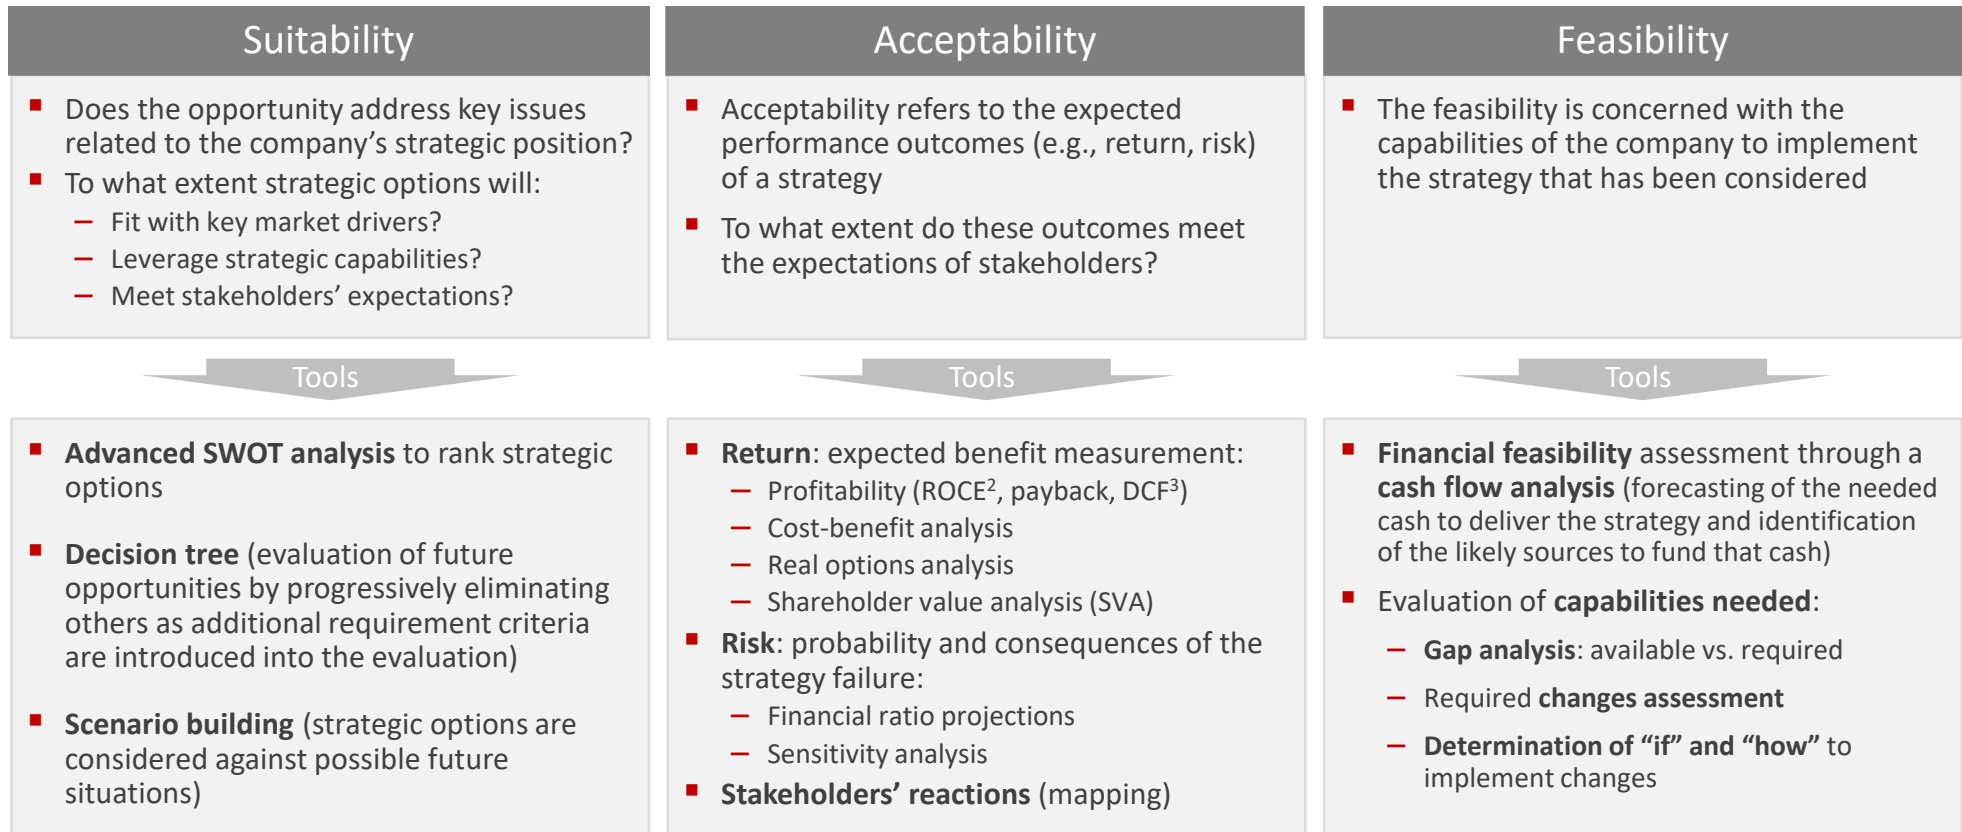 Suitability
Does the opportunity address key issues
related to the company’s strategic position?
To what extent strategic options will:
– Fit with key market drivers?
– Leverage strategic capabilities?
– Meet stakeholders’ expectations?
Tools
Advanced SWOT analysis to rank strategic
options
Decision tree (evaluation of future
opportunities by progressively eliminating
others as additional requirement criteria
are introduced into the evaluation)
Scenario building (strategic options are
considered against possible future
situations)
Acceptability
Acceptability refers to the expected
performance outcomes (e.g., return, risk)
of a strategy
To what extent do these outcomes meet
the expectations of stakeholders?
Tools
Return: expected benefit measurement:
– Profitability (ROCE², payback, DCF³)
– Cost-benefit analysis
– Real options analysis
– Shareholder value analysis (SVA)
Risk: probability and consequences of the
strategy failure:
– Financial ratio projections
– Sensitivity analysis
Stakeholders’ reactions (mapping)
Feasibility
The feasibility is concerned with the
capabilities of the company to implement
the strategy that has been considered
Tools
Financial feasibility assessment through a
cash flow analysis (forecasting of the needed
cash to deliver the strategy and identification
of the likely sources to fund that cash)
Evaluation of capabilities needed:
– Gap analysis: available vs. required
– Required changes assessment
– Determination of “if” and “how” to
implement changes